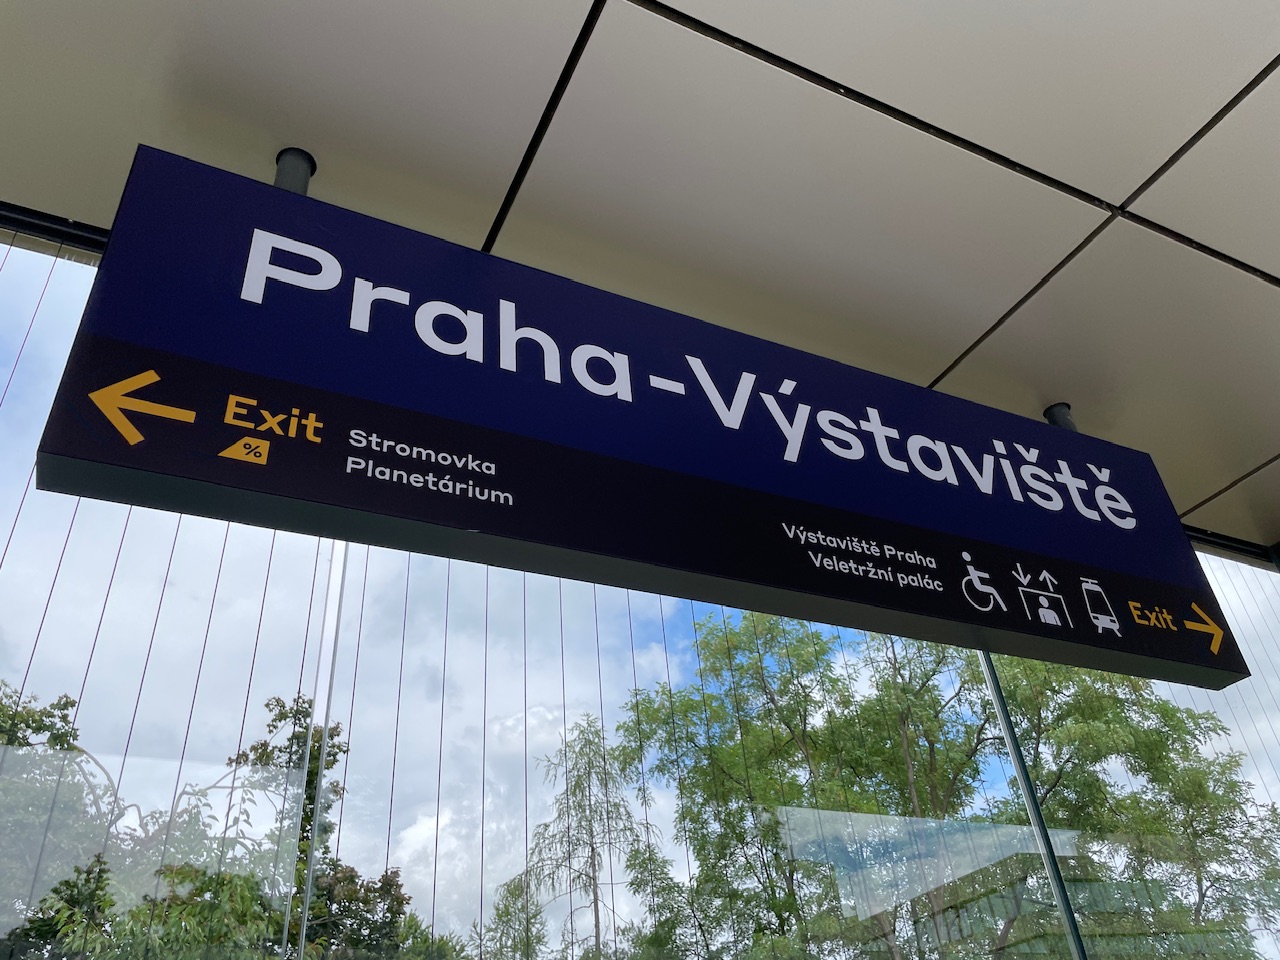 Praha-Výstaviště
Exit
%
Stromovka
Planetárium
Výstaviště Praha
Veletržní palác
Exit